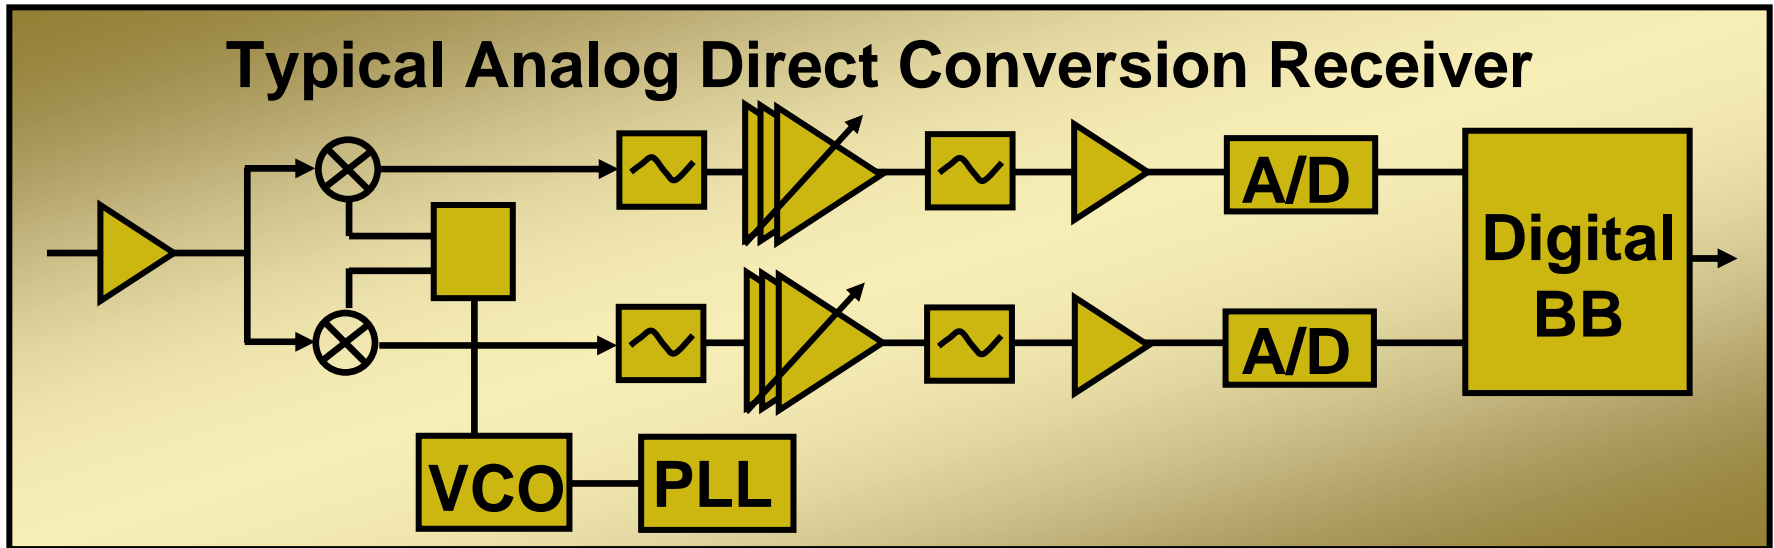 Typical Analog Direct Conversion Receiver
A/D
Digital
BB
A/D
VCO
PLL